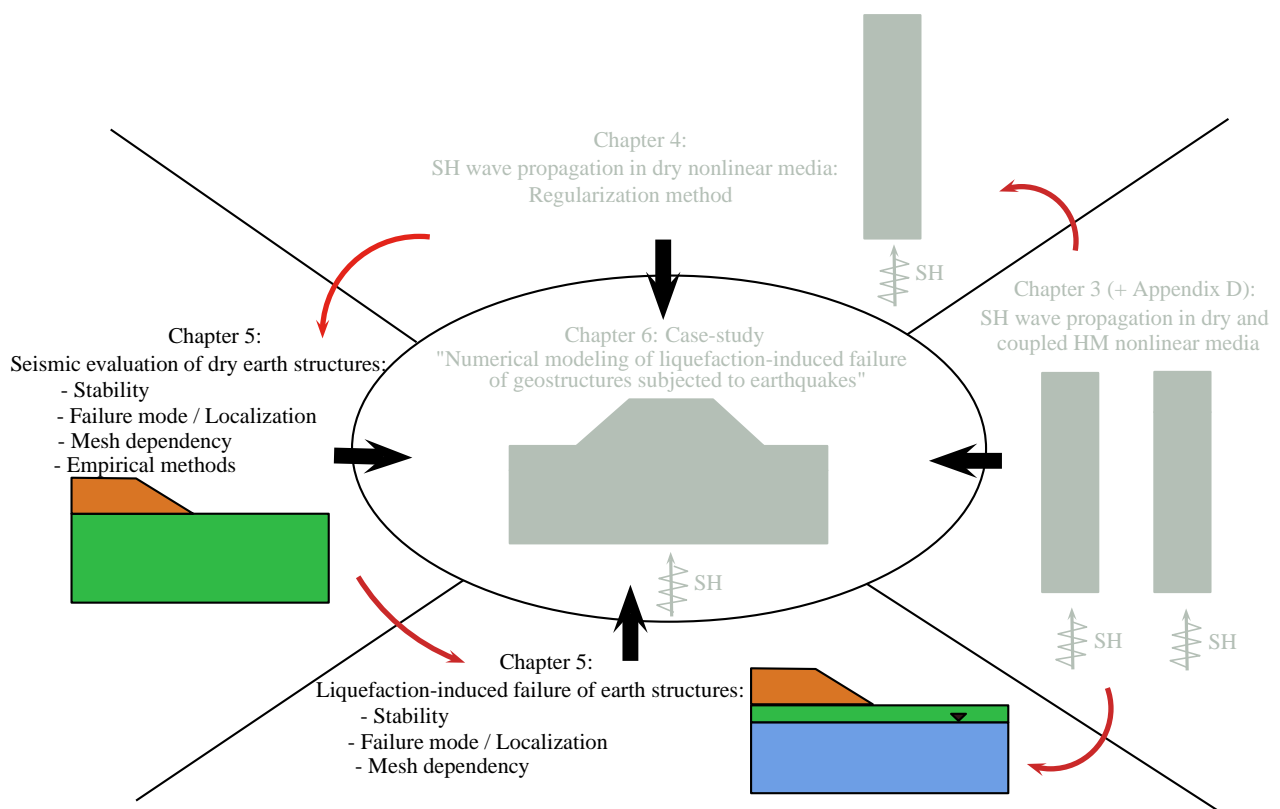 Chapter 4:
SH wave propagation in dry nonlinear media:
Regularization method
SH
Chapter 3 (+ Appendix D):
SH wave propagation in dry and
coupled HM nonlinear media
SH
SH
Chapter 6: Case-study
"Numerical modeling of liquefaction-induced failure
of geostructures subjected to earthquakes"
SH
Chapter 5:
Seismic evaluation of dry earth structures:
- Stability
- Failure mode / Localization
- Mesh dependency
- Empirical methods
Chapter 5:
Liquefaction-induced failure of earth structures:
- Stability
- Failure mode / Localization
- Mesh dependency